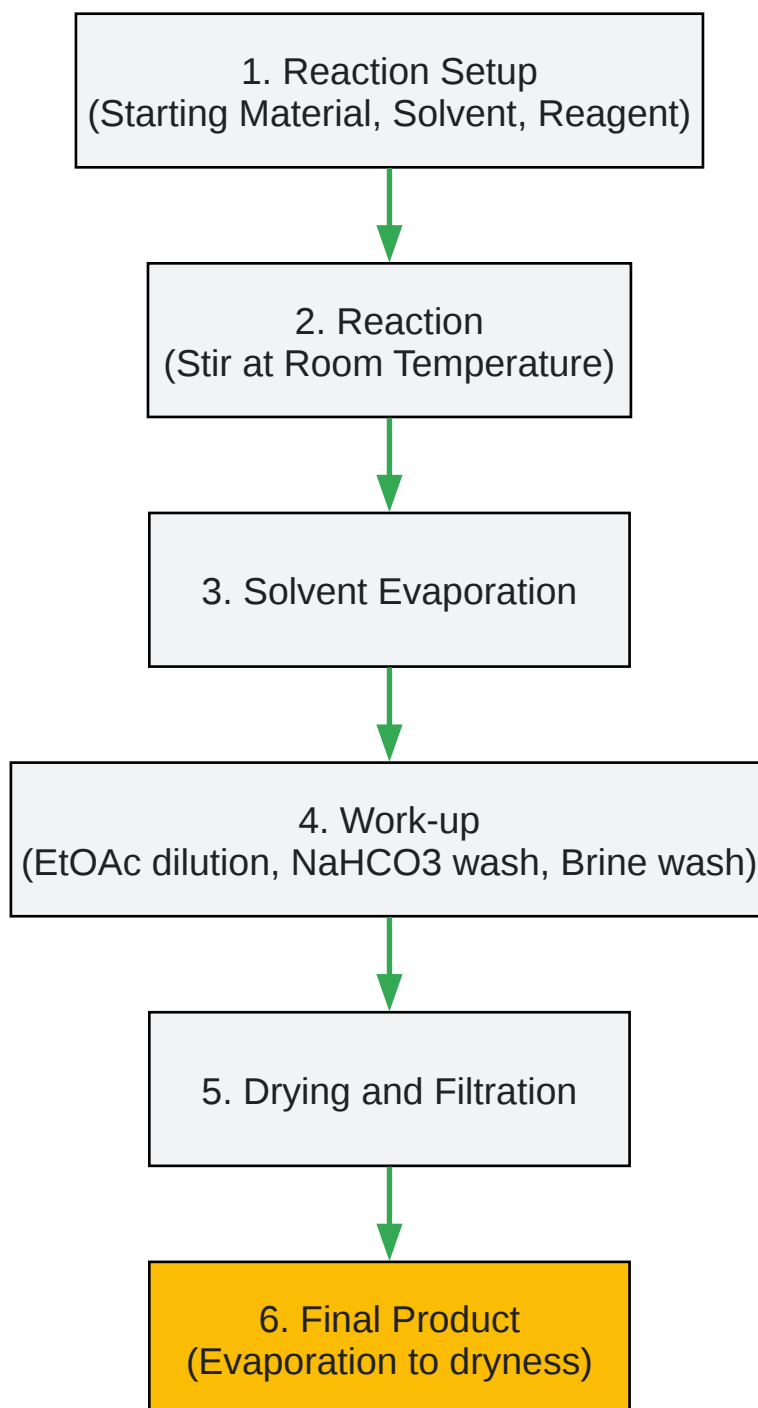 1. Reaction Setup
(Starting Material, Solvent, Reagent)
2. Reaction
(Stir at Room Temperature)
3. Solvent Evaporation
4. Work-up
(EtOAc dilution, NaHCO3 wash, Brine wash)
5. Drying and Filtration
6. Final Product
(Evaporation to dryness)